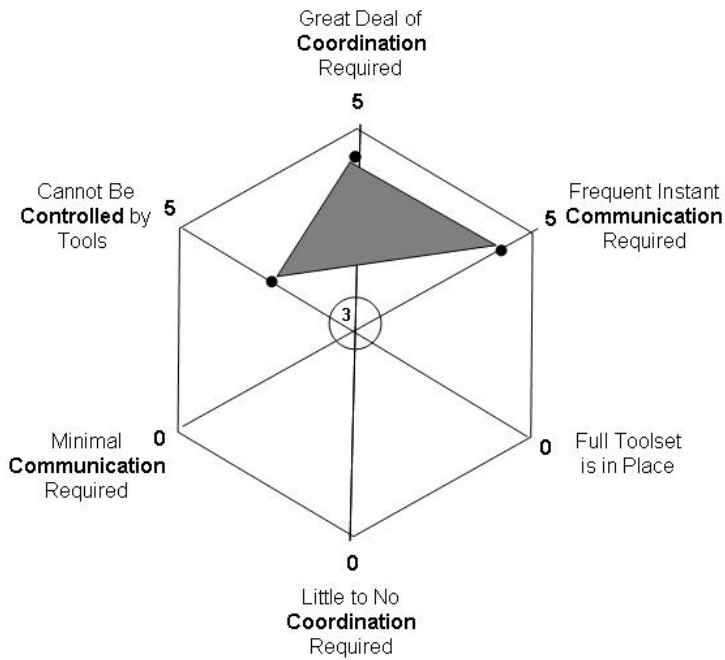 Great Deal of
Coordination
Required
5
Cannot Be
Controlled by
Tools
5
5
Frequent Instant
Communication
Required
3
Minimal
Communication
Required
0
0
Full Toolset
is in Place
0
Little to No
Coordination
Required